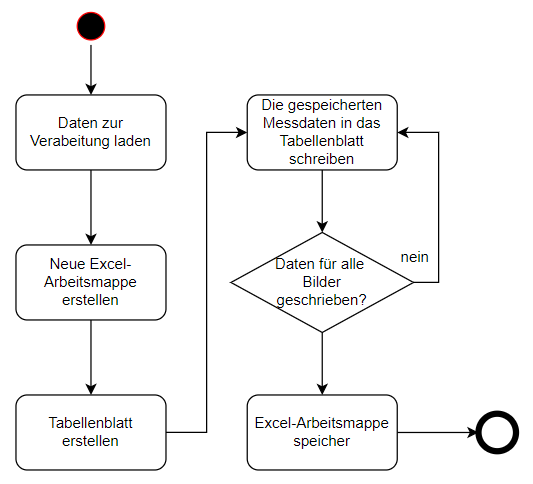 Daten zur
Verabeitung laden
Neue Excel-
Arbeitsmappe
erstellen
Tabellenblatt
erstellen
Die gespeicherten
Messdaten in das
Tabellenblatt
schreiben
Daten für alle
Bilder
geschrieben?
nein
Excel-Arbeitsmappe
speicher